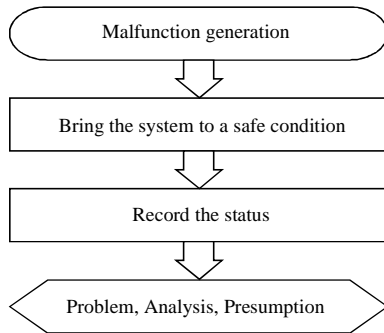 Malfunction generation
Bring the system to a safe condition
Record the status
Problem, Analysis, Presumption